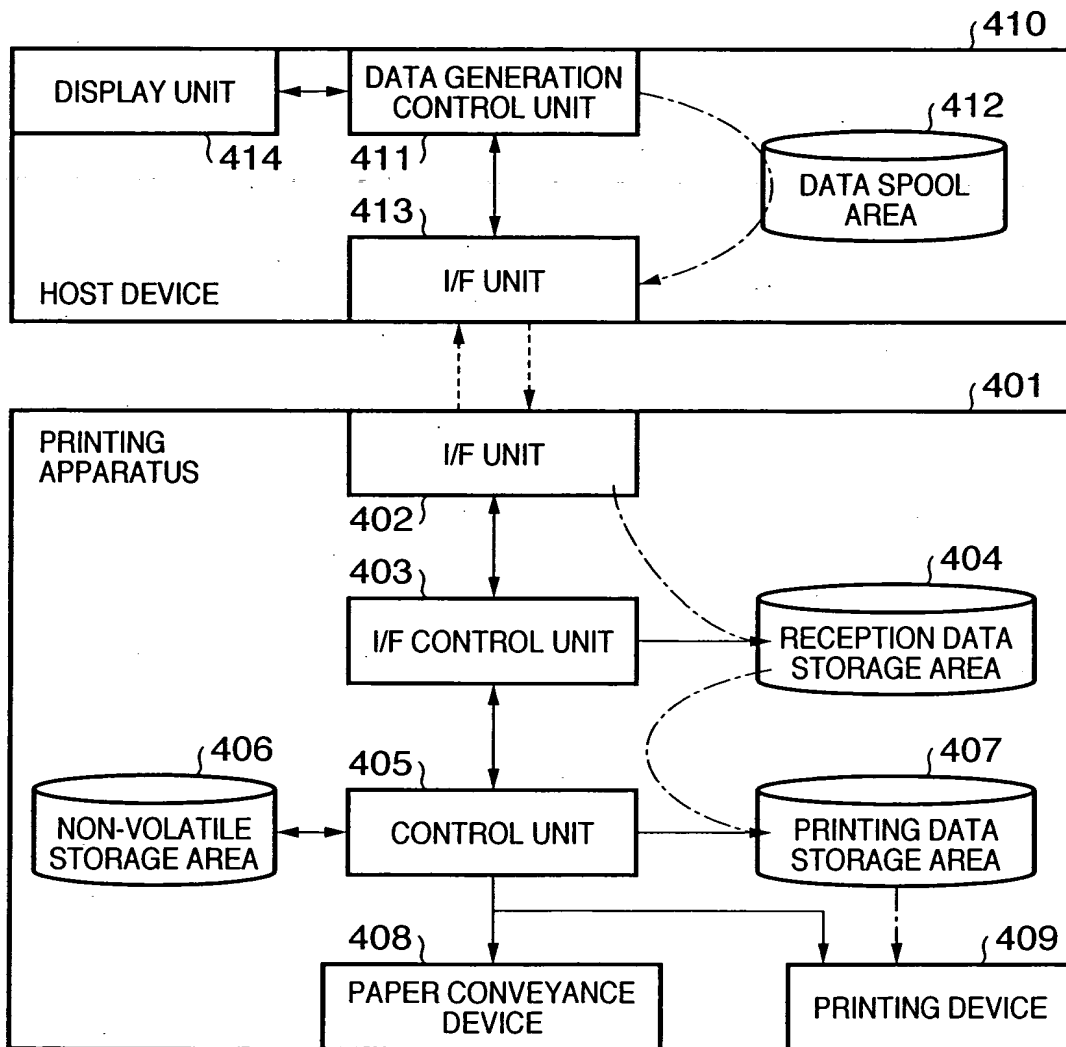 410
DISPLAY UNIT
414
DATA GENERATION
CONTROL UNIT
411
412
DATA SPOOL
AREA
413
I/F UNIT
HOST DEVICE
401
PRINTING
APPARATUS
I/F UNIT
402
403
I/F CONTROL UNIT
404
RECEPTION DATA
STORAGE AREA
406
NON-VOLATILE
STORAGE AREA
405
CONTROL UNIT
407
PRINTING DATA
STORAGE AREA
408
PAPER CONVEYANCE
DEVICE
409
PRINTING DEVICE